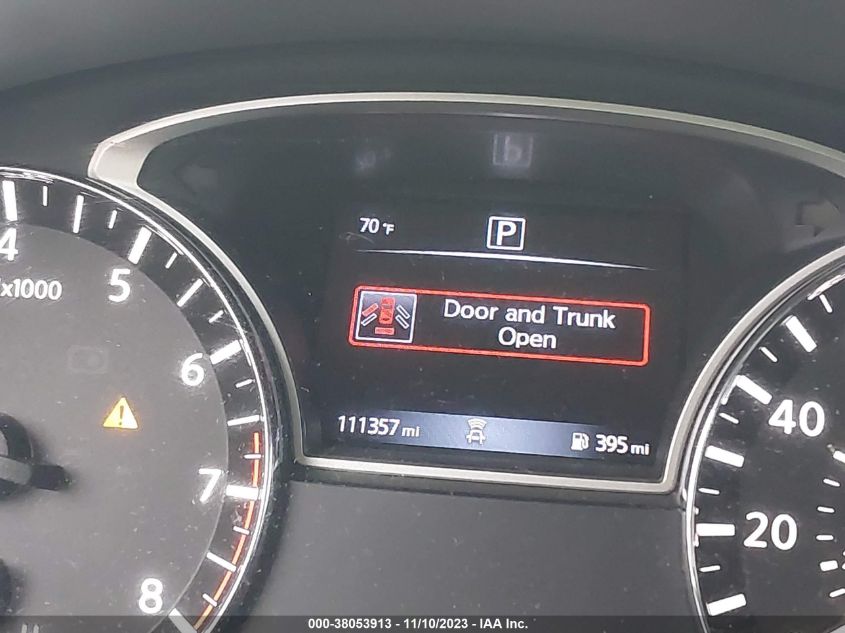 70°F
P
4
5
x1000
Door and Trunk
Open
6
40
111357 mi
395 mi
7
20
8
000-38053913 - 11/10/2023 - IAA Inc.